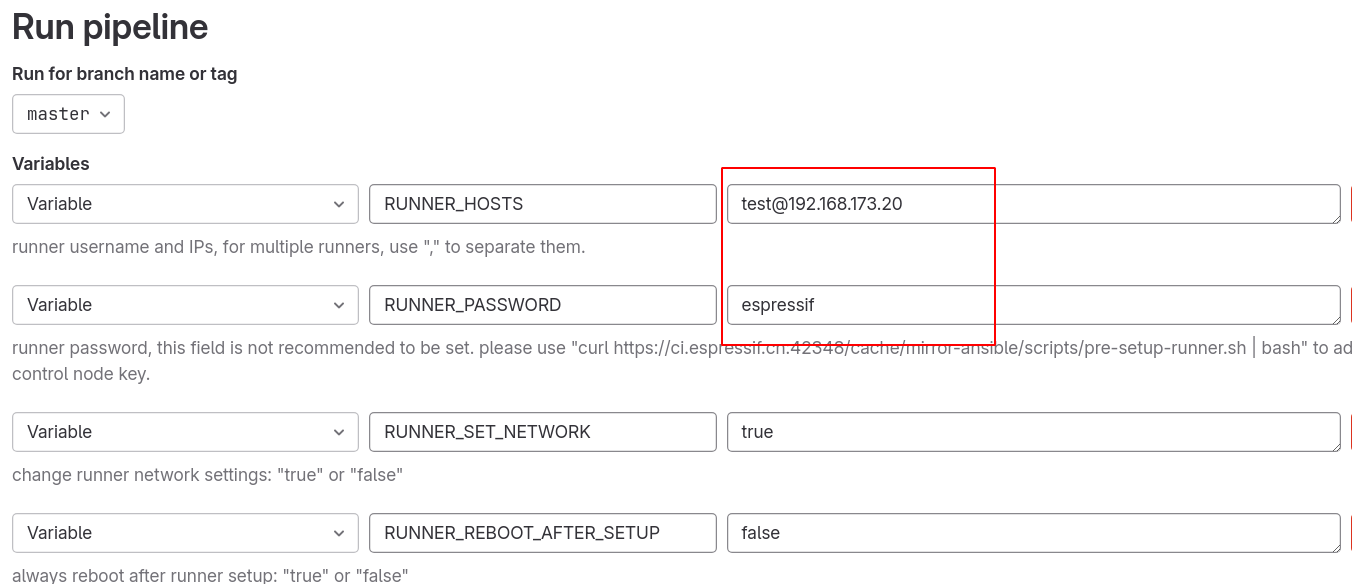 Run pipeline
Run for branch name or tag
master
Variables
Variable RUNNER_HOSTS test@192.168.173.20
runner username and IPs, for multiple runners, use "," to separate them.
Variable RUNNER_PASSWORD espressif
runner password, this field is not recommended to be set. please use "curl https://ci.espressif.cn:42348/cache/mirror-ansible/scripts/pre-setup-runner.sh | bash" to ad
control node key.
Variable RUNNER_SET_NETWORK true
change runner network settings: "true" or "false"
Variable RUNNER_REBOOT_AFTER_SETUP false
always reboot after runner setup: "true" or "false"